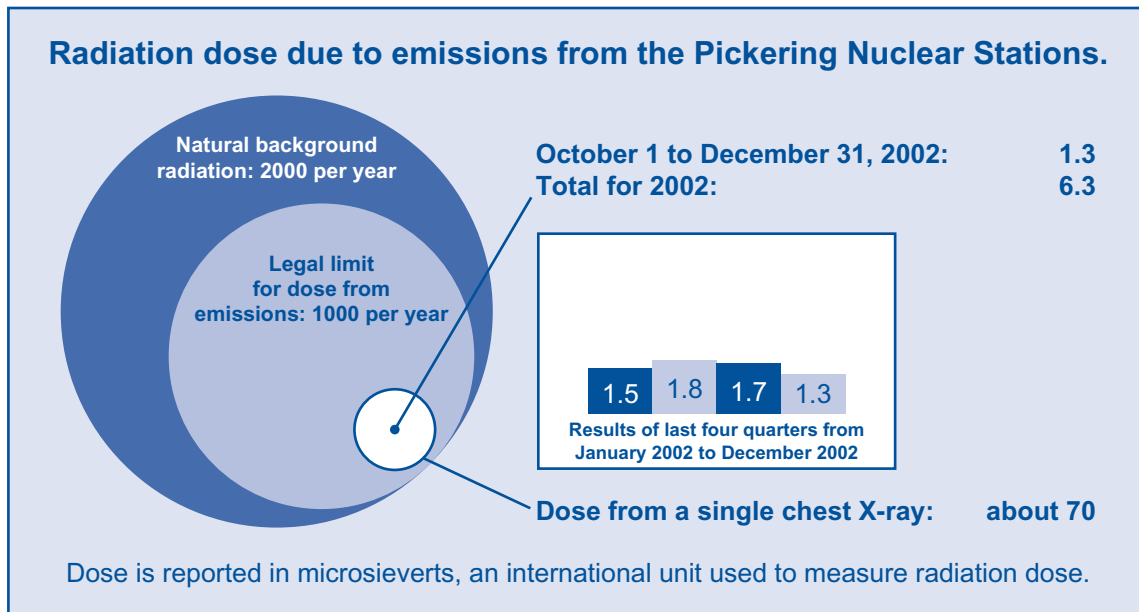 Radiation dose due to emissions from the Pickering Nuclear Stations.
Natural background
radiation: 2000 per year
Legal limit
for dose from
emissions: 1000 per year
October 1 to December 31, 2002: 1.3
Total for 2002: 6.3
1.5 1.8 1.7 1.3
Results of last four quarters from
January 2002 to December 2002
Dose from a single chest X-ray: about 70
Dose is reported in microsieverts, an international unit used to measure radiation dose.